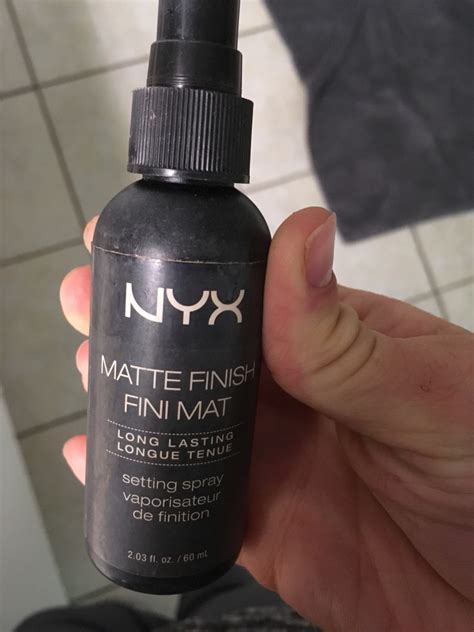 NYX
MATTE FINISH
FINI MAT
LONG LASTING
LONGUE TENUE
setting spray
vaporisateur
de finition
2.03 fl. oz. / 60 mL